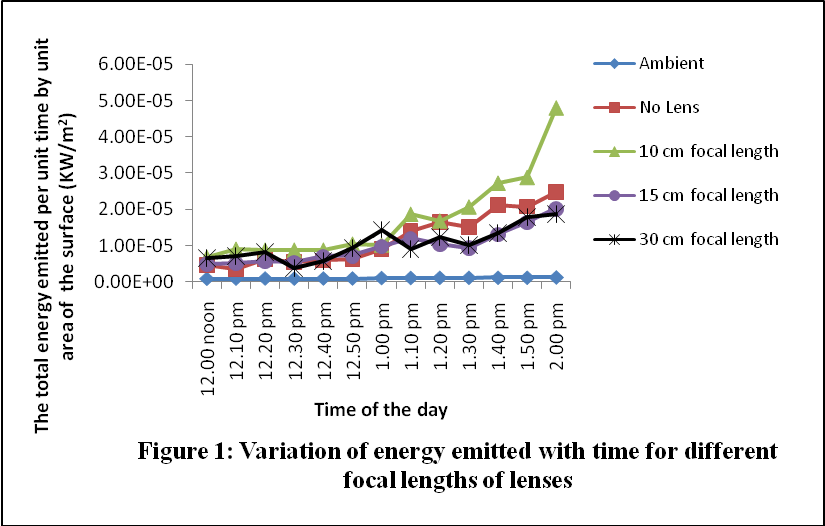 The total energy emitted per unit time by unit
area of the surface (KW/m²)
6.00E-05
5.00E-05
4.00E-05
3.00E-05
2.00E-05
1.00E-05
0.00E+00
12.00 noon
12.10 pm
12.20 pm
12.30 pm
12.40 pm
12.50 pm
1.00 pm
1.10 pm
1.20 pm
1.30 pm
1.40 pm
1.50 pm
2.00 pm
Time of the day
Ambient
No Lens
10 cm focal length
15 cm focal length
30 cm focal length
Figure 1: Variation of energy emitted with time for different
focal lengths of lenses